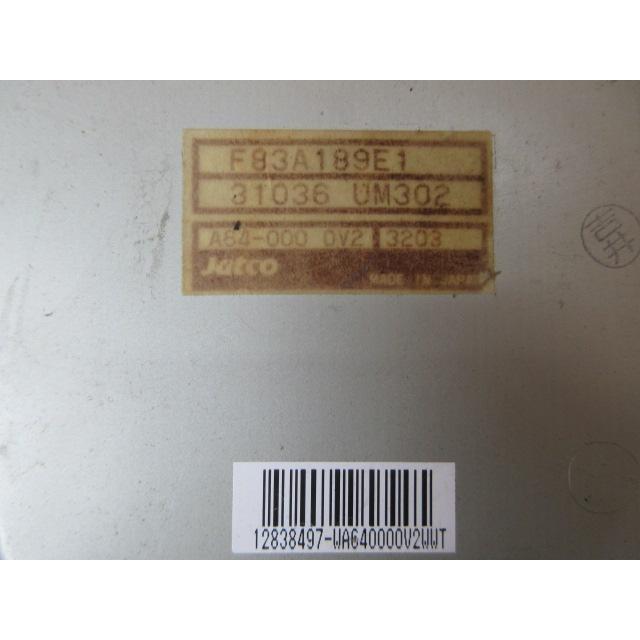 F83A189E1
31036 UM302
A64-000 0V2 3203
Jatco MADE IN JAPAN
12838497-WA640000V2WWT